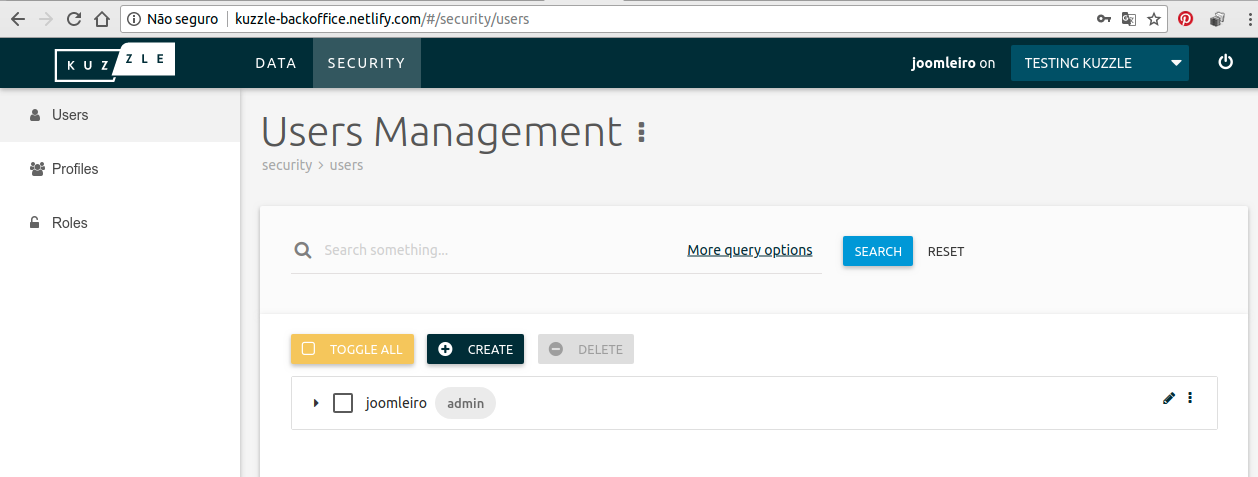 Não seguro kuzzle-backoffice.netlify.com/#/security/users
KUZZLE DATA SECURITY joomleiro on TESTING KUZZLE
Users
Profiles
Roles
Users Management
security > users
Search something... More query options SEARCH RESET
TOGGLE ALL CREATE DELETE
joomleiro admin